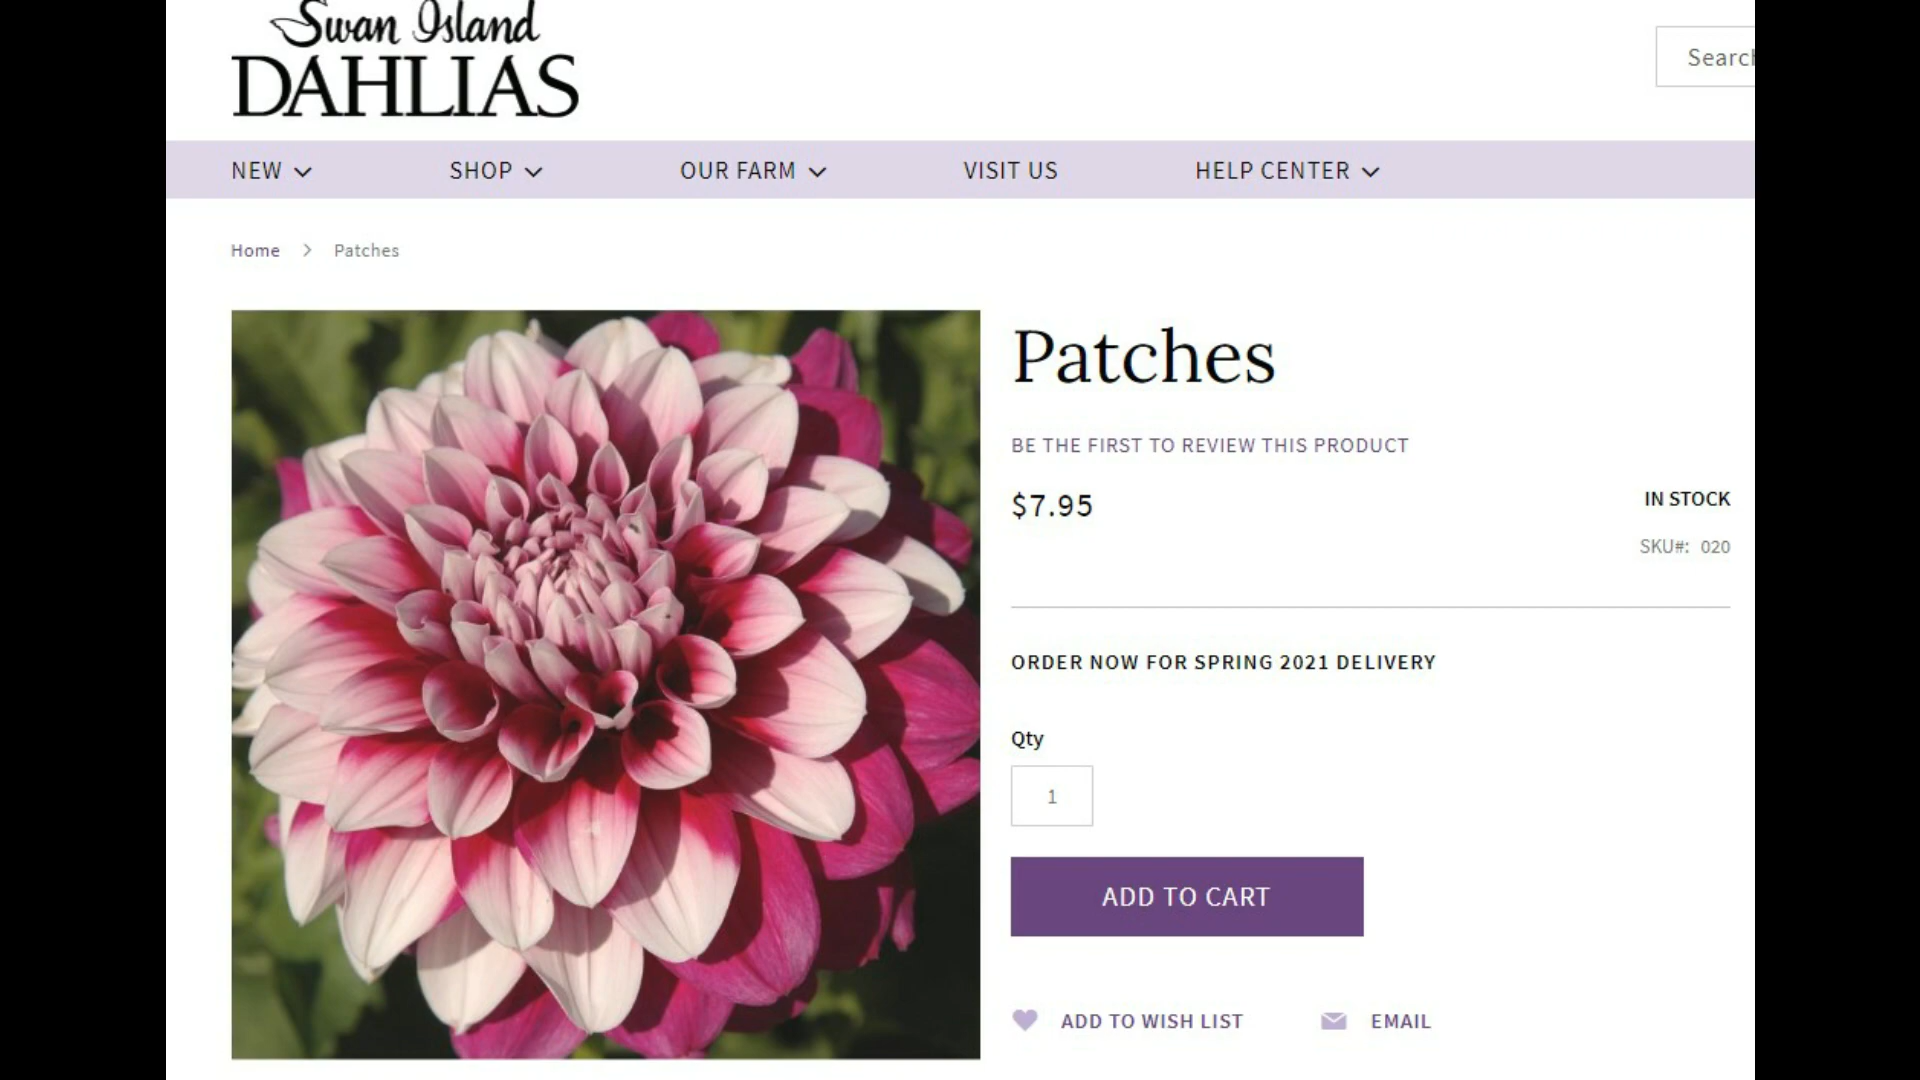 Swan Island
DAHLIAS
NEW
SHOP
OUR FARM
VISIT US
HELP CENTER
Home > Patches
Patches
BE THE FIRST TO REVIEW THIS PRODUCT
$7.95
IN STOCK
SKU#: 020
ORDER NOW FOR SPRING 2021 DELIVERY
Qty
1
ADD TO CART
ADD TO WISH LIST
EMAIL